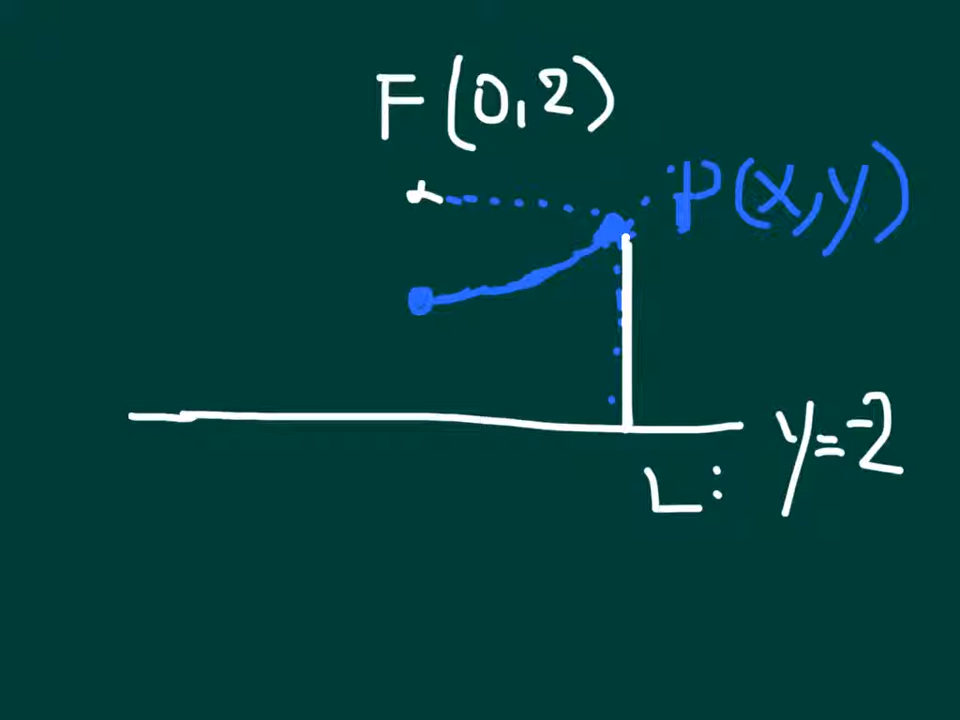 F(0,2)
P(x,y)
L: y=-2